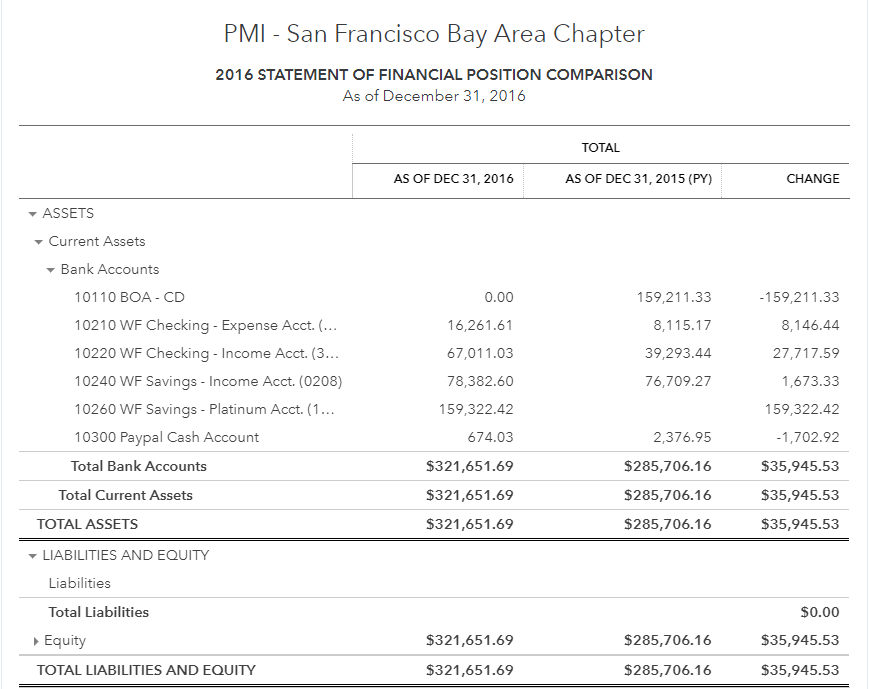 PMI - San Francisco Bay Area Chapter
2016 STATEMENT OF FINANCIAL POSITION COMPARISON
As of December 31, 2016
TOTAL
AS OF DEC 31, 2016 AS OF DEC 31, 2015 (PY) CHANGE
ASSETS
Current Assets
Bank Accounts
10110 BOA - CD 0.00 159,211.33 -159,211.33
10210 WF Checking - Expense Acct. (... 16,261.61 8,115.17 8,146.44
10220 WF Checking - Income Acct. (3... 67,011.03 39,293.44 27,717.59
10240 WF Savings - Income Acct. (0208) 78,382.60 76,709.27 1,673.33
10260 WF Savings - Platinum Acct. (1... 159,322.42 159,322.42
10300 Paypal Cash Account 674.03 2,376.95 -1,702.92
Total Bank Accounts $321,651.69 $285,706.16 $35,945.53
Total Current Assets $321,651.69 $285,706.16 $35,945.53
TOTAL ASSETS $321,651.69 $285,706.16 $35,945.53
LIABILITIES AND EQUITY
Liabilities
Total Liabilities $0.00
Equity $321,651.69 $285,706.16 $35,945.53
TOTAL LIABILITIES AND EQUITY $321,651.69 $285,706.16 $35,945.53